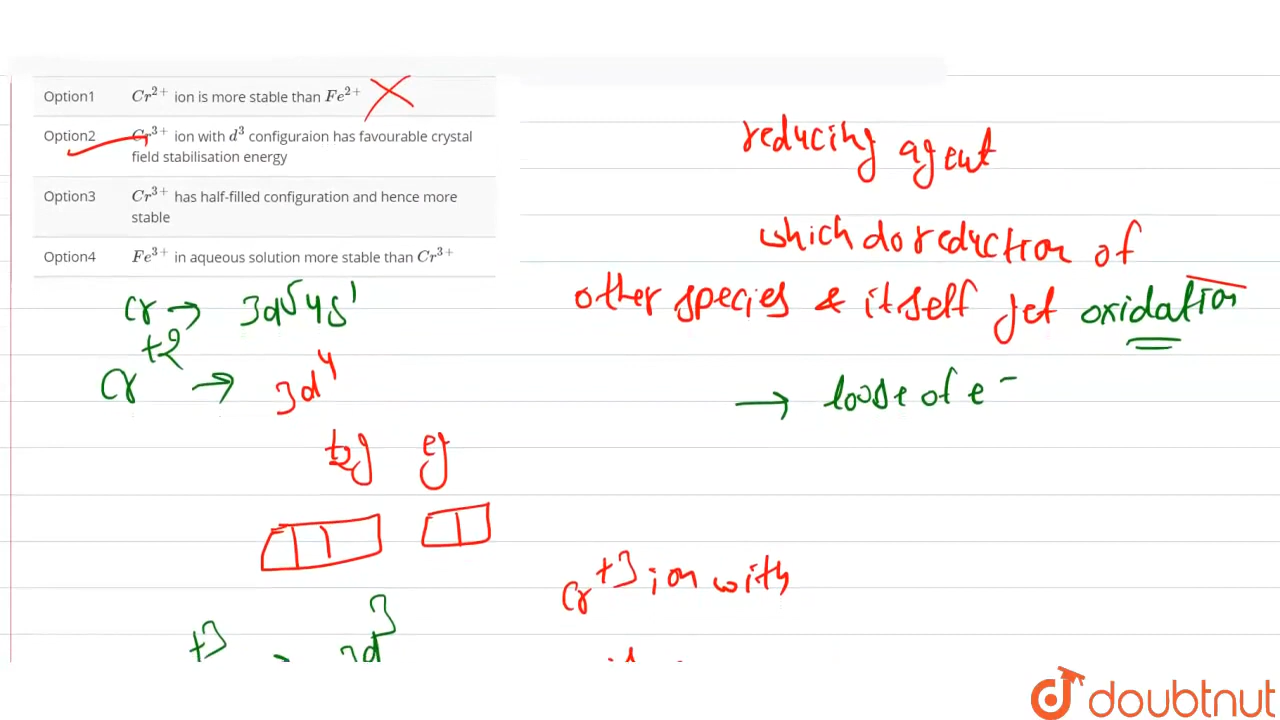 Option1 Cr²⁺ ion is more stable than Fe²⁺
Option2 Cr³⁺ ion with d³ configuraion has favourable crystal
field stabilisation energy
Option3 Cr³⁺ has half-filled configuration and hence more
stable
Option4 Fe³⁺ in aqueous solution more stable than Cr³⁺
Cr → 3d⁵4s¹
Cr⁺² → 3d⁴
t2g eg
+3 → 3d³
reducing agent
which do reduction of
other species & itself get oxidation
→ loose of e⁻
Cr⁺³ ion with
doubtnut